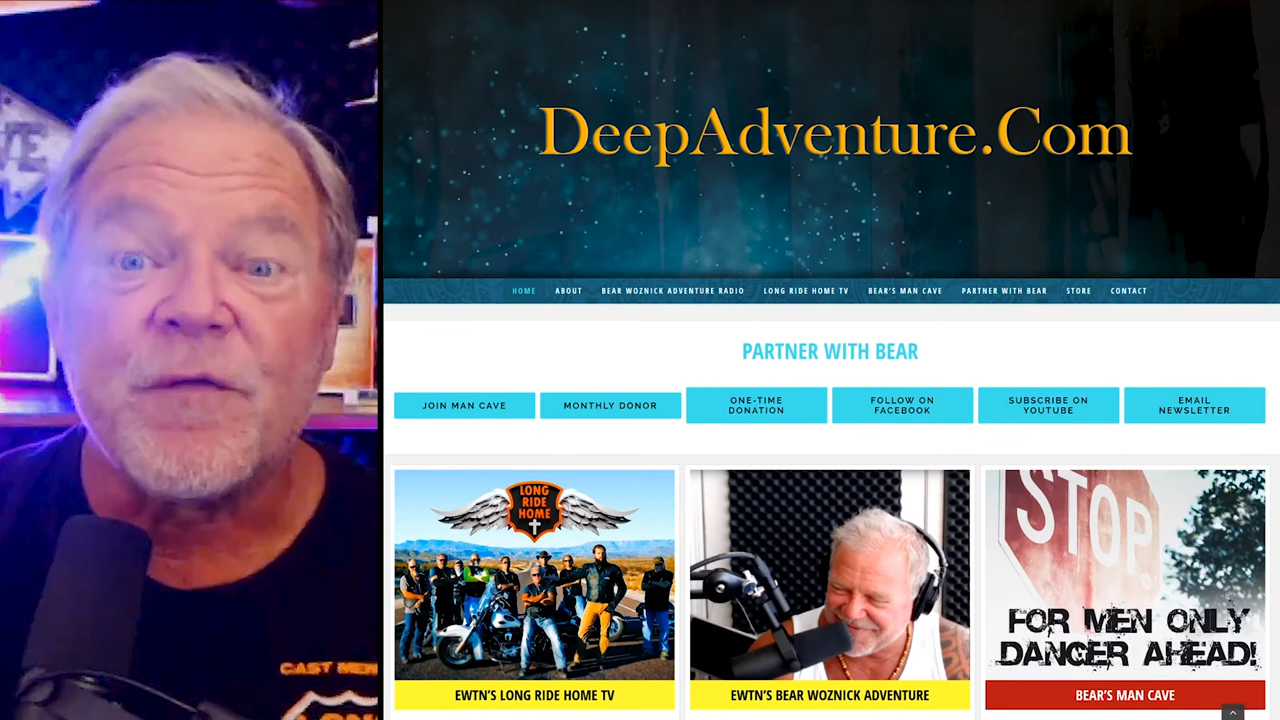 DeepAdventure.Com
HOME ABOUT BEAR WOZNICK ADVENTURE RADIO LONG RIDE HOME TV BEAR'S MAN CAVE PARTNER WITH BEAR STORE CONTACT
PARTNER WITH BEAR
JOIN MAN CAVE
MONTHLY DONOR
ONE-TIME
DONATION
FOLLOW ON
FACEBOOK
SUBSCRIBE ON
YOUTUBE
EMAIL
NEWSLETTER
LONG
RIDE
HOME
EWTN'S LONG RIDE HOME TV
EWTN'S BEAR WOZNICK ADVENTURE
STOP
FOR MEN ONLY
DANGER AHEAD!
BEAR'S MAN CAVE
CAST